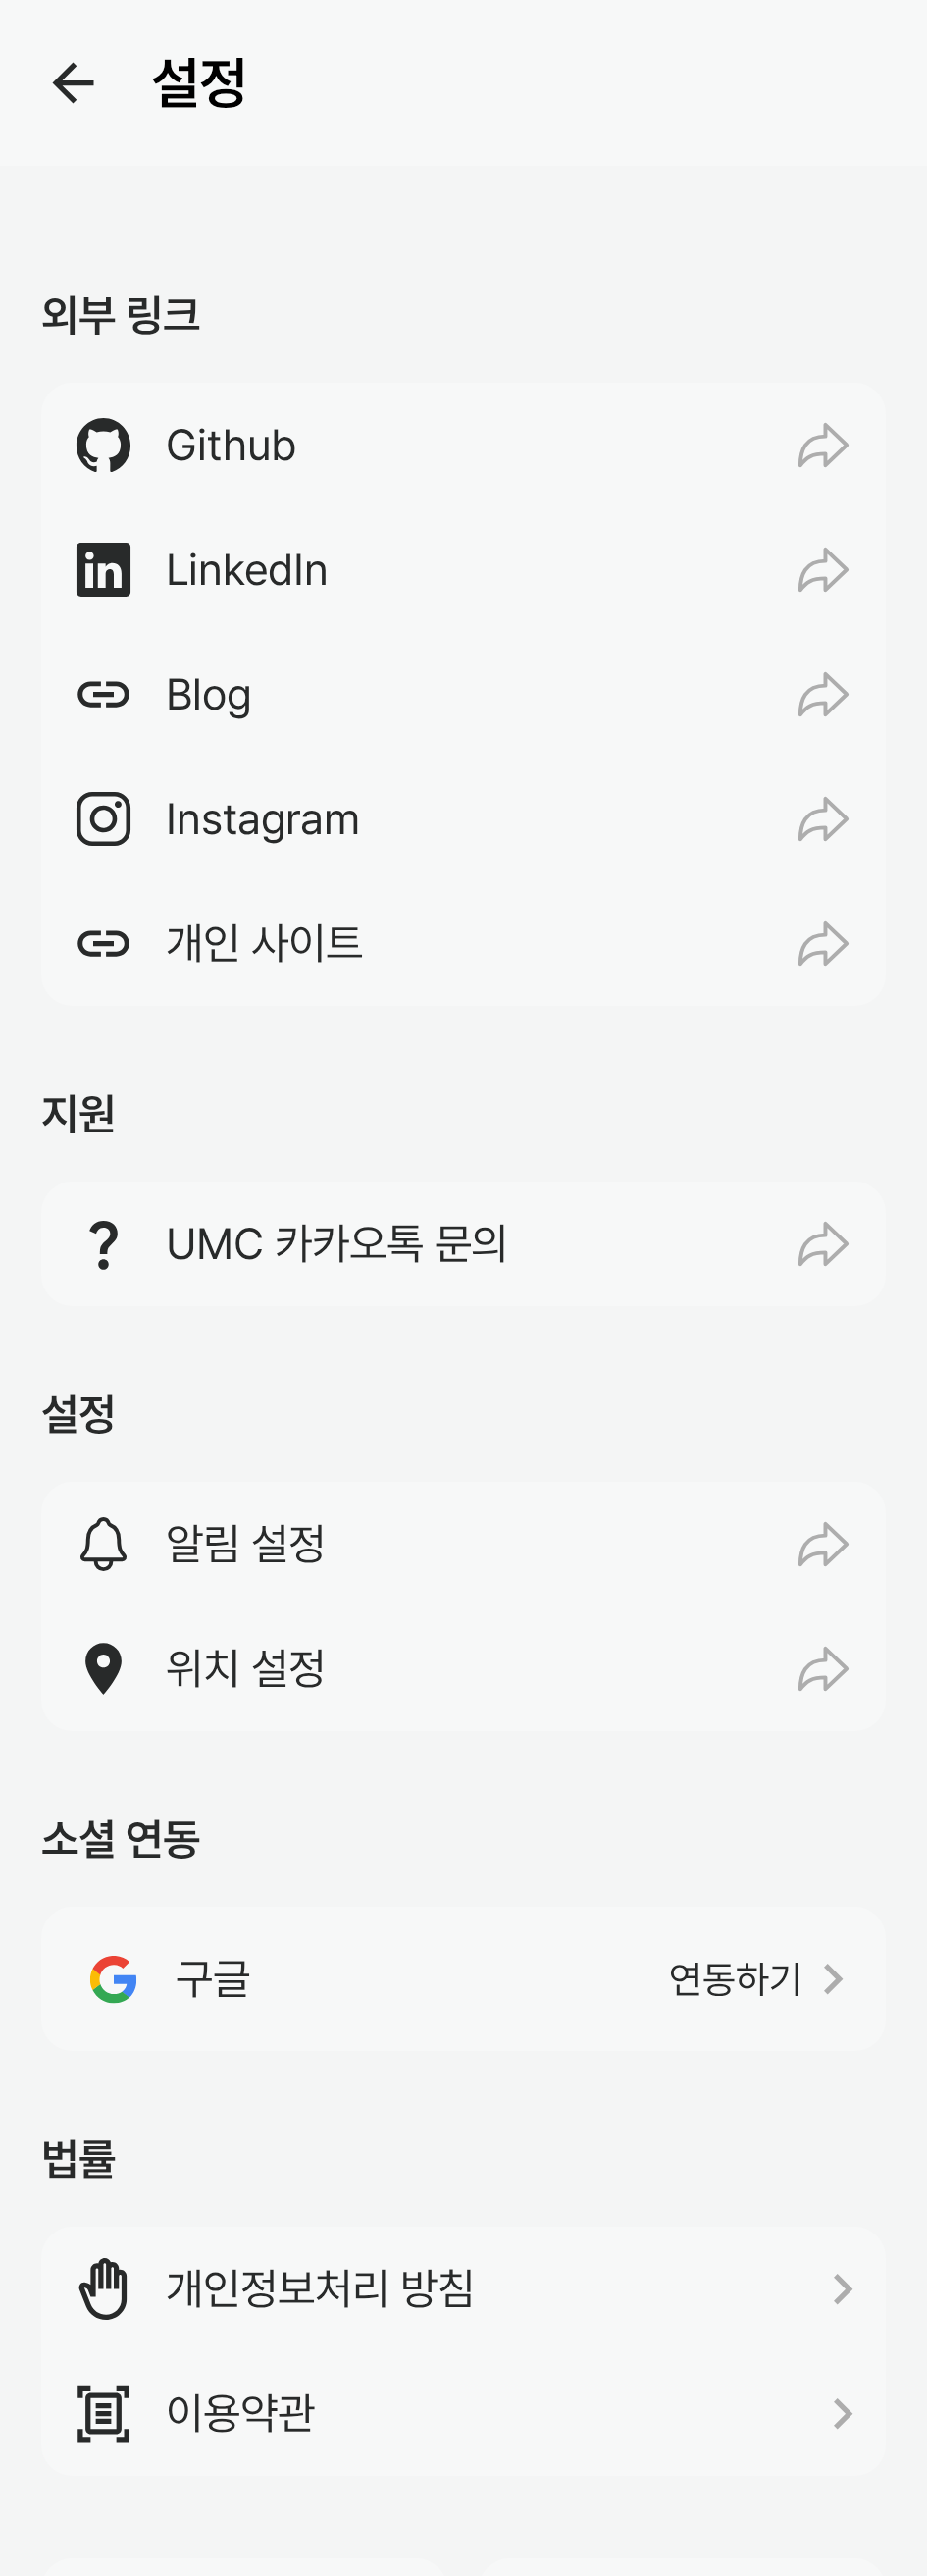 설정
외부 링크
Github
LinkedIn
Blog
Instagram
개인 사이트
지원
UMC 카카오톡 문의
설정
알림 설정
위치 설정
소셜 연동
구글 연동하기
법률
개인정보처리 방침
이용약관